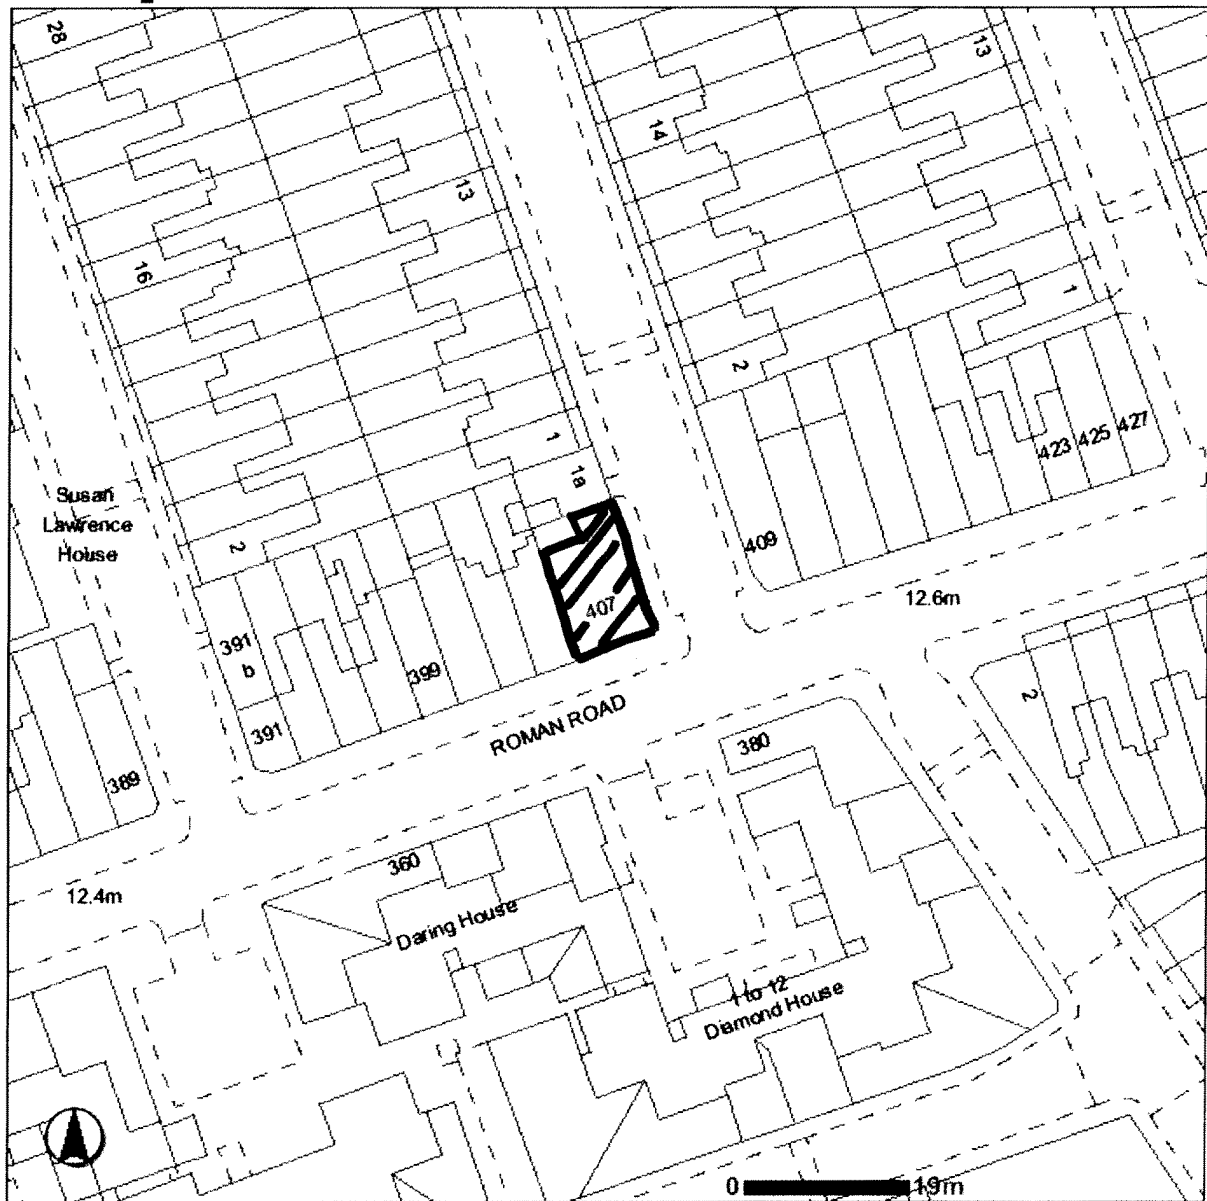 28
13
14
13
16
1
2
1
1a
423 425 427
Susan
Lawrence
House
2
409
12.6m
407
391
b
399
2
ROMAN ROAD
391
380
389
360
12.4m
Daring House
1 to 12
Diamond House
0 19m